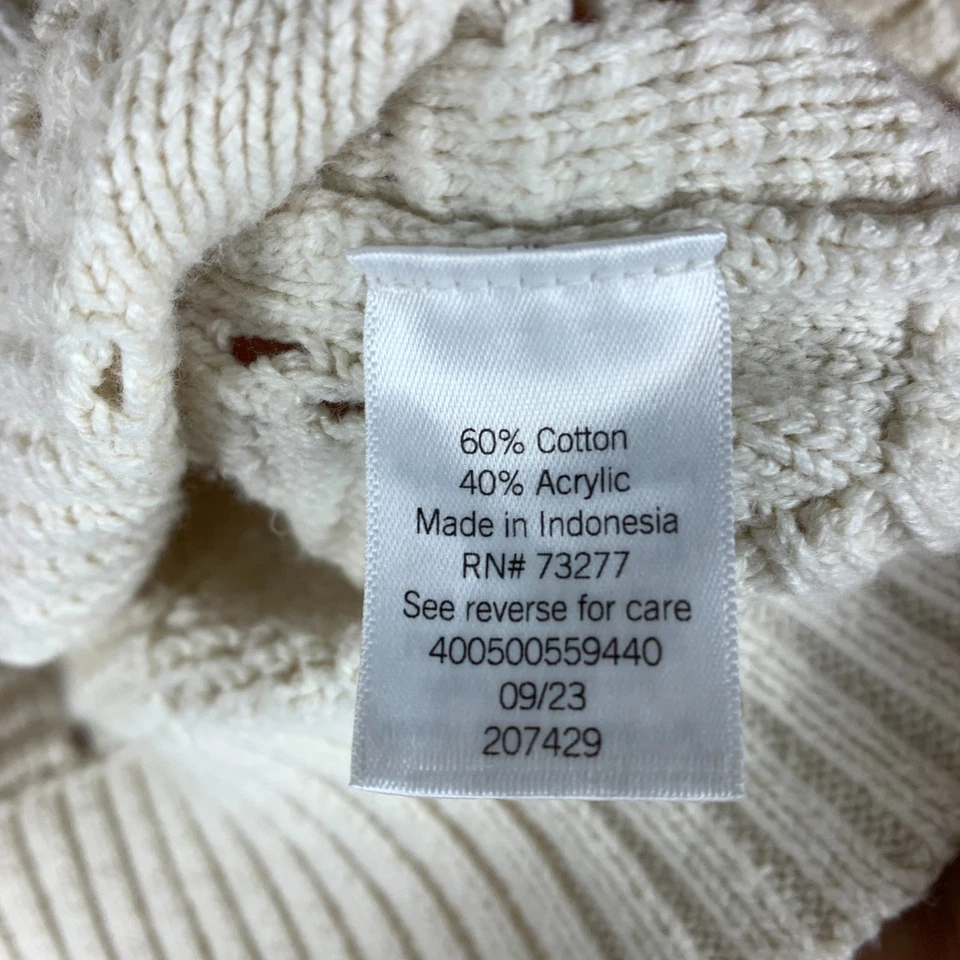 60% Cotton
40% Acrylic
Made in Indonesia
RN# 73277
See reverse for care
400500559440
09/23
207429